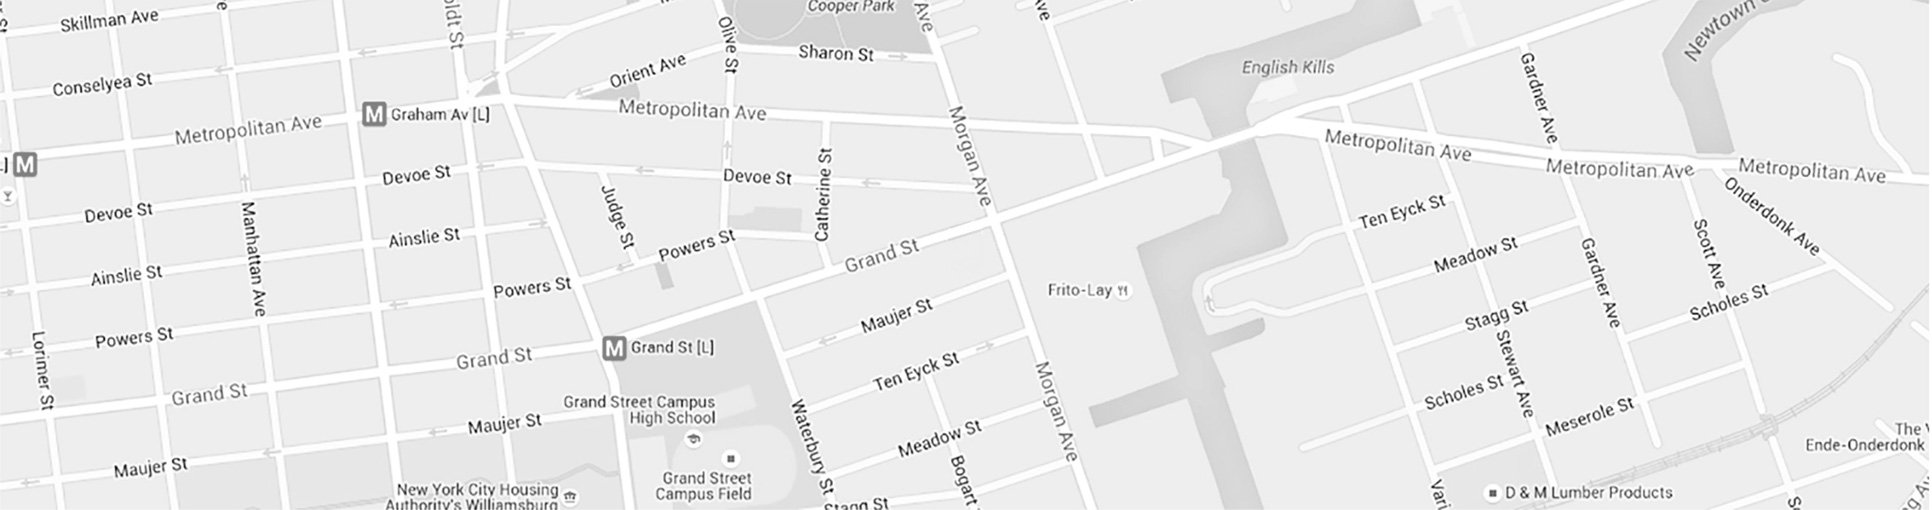 Skillman Ave
Conselyea St
Metropolitan Ave
Graham Av [L]
M
M
Devoe St
Devoe St
Ainslie St
Ainslie St
Manhattan Ave
Powers St
Powers St
Lorimer St
Grand St
Grand St
Maujer St
Maujer St
New York City Housing
Authority's Williamsburg
Cooper Park
Olive St
Sharon St
Orient Ave
Metropolitan Ave
Morgan Ave
Devoe St
Catherine St
Judge St
Powers St
Grand St
M
Grand St [L]
Grand Street Campus
High School
Grand Street
Campus Field
Waterbury St
Maujer St
Ten Eyck St
Meadow St
Bogart
Stagg St
Morgan Ave
Frito-Lay
English Kills
Newtown
Gardner Ave
Metropolitan Ave
Metropolitan Ave
Metropolitan Ave
Ten Eyck St
Meadow St
Gardner Ave
Scott Ave
Onderdonk Ave
Stagg St
Stewart Ave
Scholes St
Scholes St
Meserole St
D & M Lumber Products
The
Ende-Onderdonk
Ave